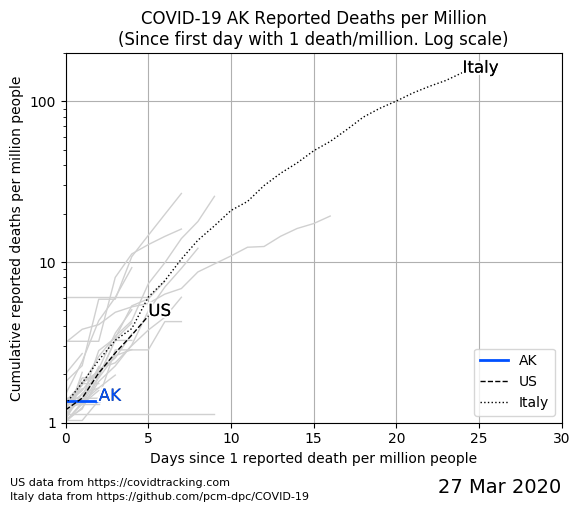 COVID-19 AK Reported Deaths per Million
(Since first day with 1 death/million. Log scale)
Cumulative reported deaths per million people
100
10
1
Italy
US
AK
AK
US
Italy
0 5 10 15 20 25 30
Days since 1 reported death per million people
US data from https://covidtracking.com
Italy data from https://github.com/pcm-dpc/COVID-19
27 Mar 2020